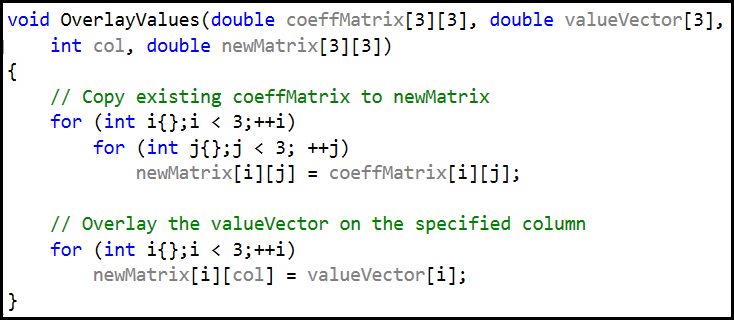 void OverlayValues(double coeffMatrix[3][3], double valueVector[3],
    int col, double newMatrix[3][3])
{
    // Copy existing coeffMatrix to newMatrix
    for (int i{};i < 3;++i)
        for (int j{};j < 3; ++j)
            newMatrix[i][j] = coeffMatrix[i][j];

    // Overlay the valueVector on the specified column
    for (int i{};i < 3;++i)
        newMatrix[i][col] = valueVector[i];
}